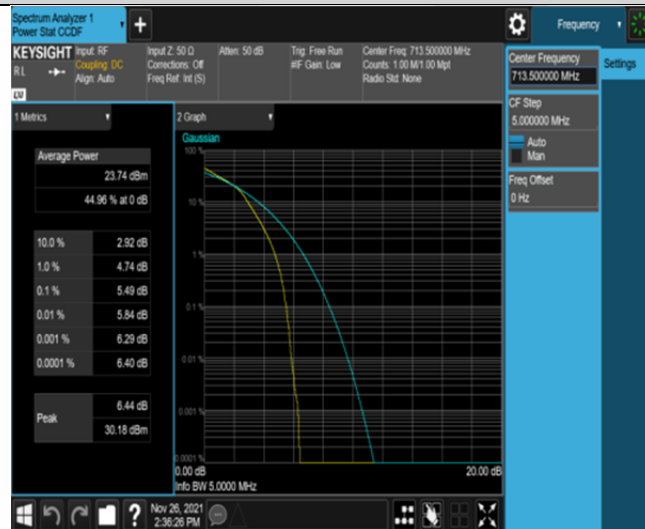 Spectrum Analyzer 1
Power Stat CCDF
+
Frequency
KEYSIGHT
Input: RF
Input Z: 50 Ω
Atten: 50 dB
Trig: Free Run
Center Freq: 713.500000 MHz
RL
Coupling: DC
Corrections: Off
#IF Gain: Low
Counts: 1.00 M/1.00 Mpt
Align: Auto
Freq Ref: Int (S)
Radio Std: None
LXI
Center Frequency
713.500000 MHz
Settings
CF Step
5.000000 MHz
Auto
Man
Freq Offset
0 Hz
1 Metrics
2 Graph
Average Power
23.74 dBm
44.96 % at 0 dB
10.0 % 2.92 dB
1.0 % 4.74 dB
0.1 % 5.49 dB
0.01 % 5.84 dB
0.001 % 6.29 dB
0.0001 % 6.40 dB
Peak
6.44 dB
30.18 dBm
Gaussian
100 %
10 %
1 %
0.1 %
0.01 %
0.001 %
0.0001 %
0.00 dB
20.00 dB
Info BW 5.0000 MHz
?
Nov 26, 2021
2:36:26 PM